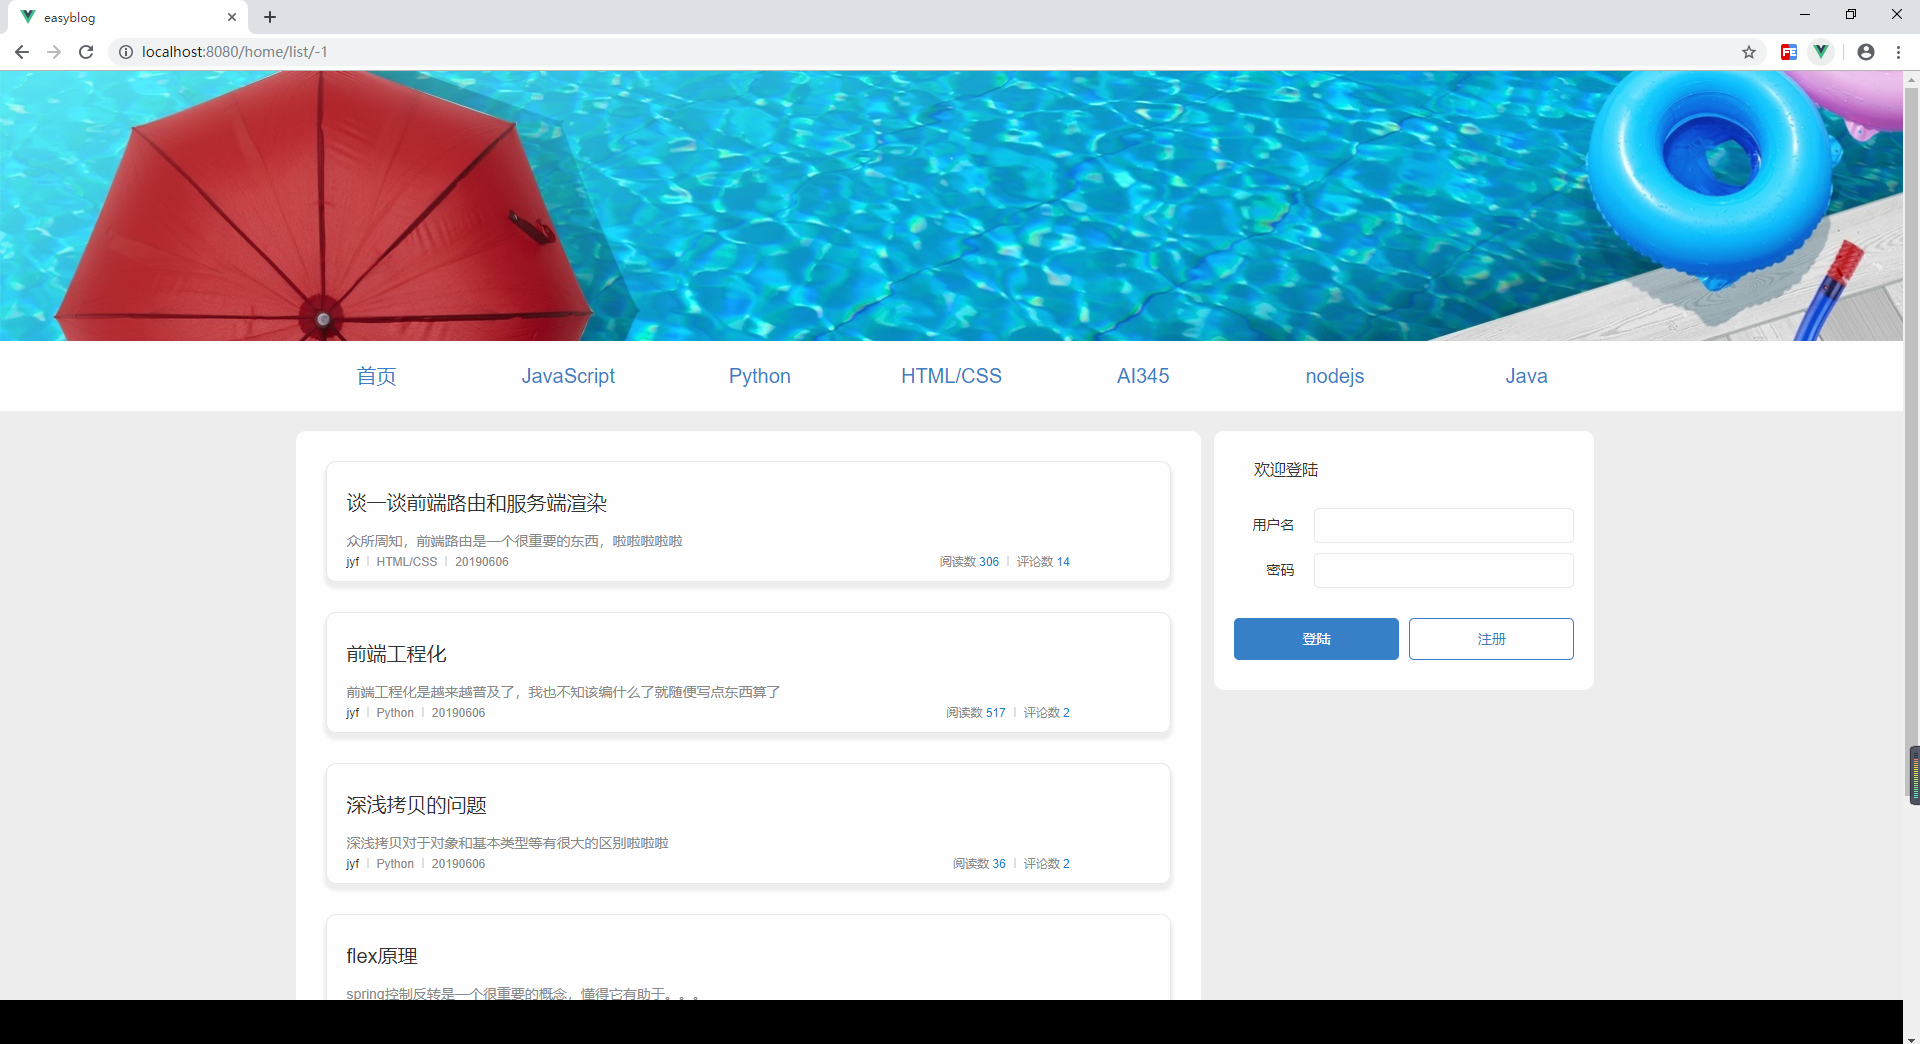 easyblog
localhost:8080/home/list/-1
首页 JavaScript Python HTML/CSS AI345 nodejs Java
谈一谈前端路由和服务端渲染
众所周知，前端路由是一个很重要的东西，啦啦啦啦啦
jyf | HTML/CSS | 20190606 阅读数 306 | 评论数 14
前端工程化
前端工程化是越来越普及了，我也不知该编什么了就随便写点东西算了
jyf | Python | 20190606 阅读数 517 | 评论数 2
深浅拷贝的问题
深浅拷贝对于对象和基本类型等有很大的区别啦啦啦
jyf | Python | 20190606 阅读数 36 | 评论数 2
flex原理
spring控制反转是一个很重要的概念，懂得它有助于。。。
欢迎登陆
用户名
密码
登陆 注册